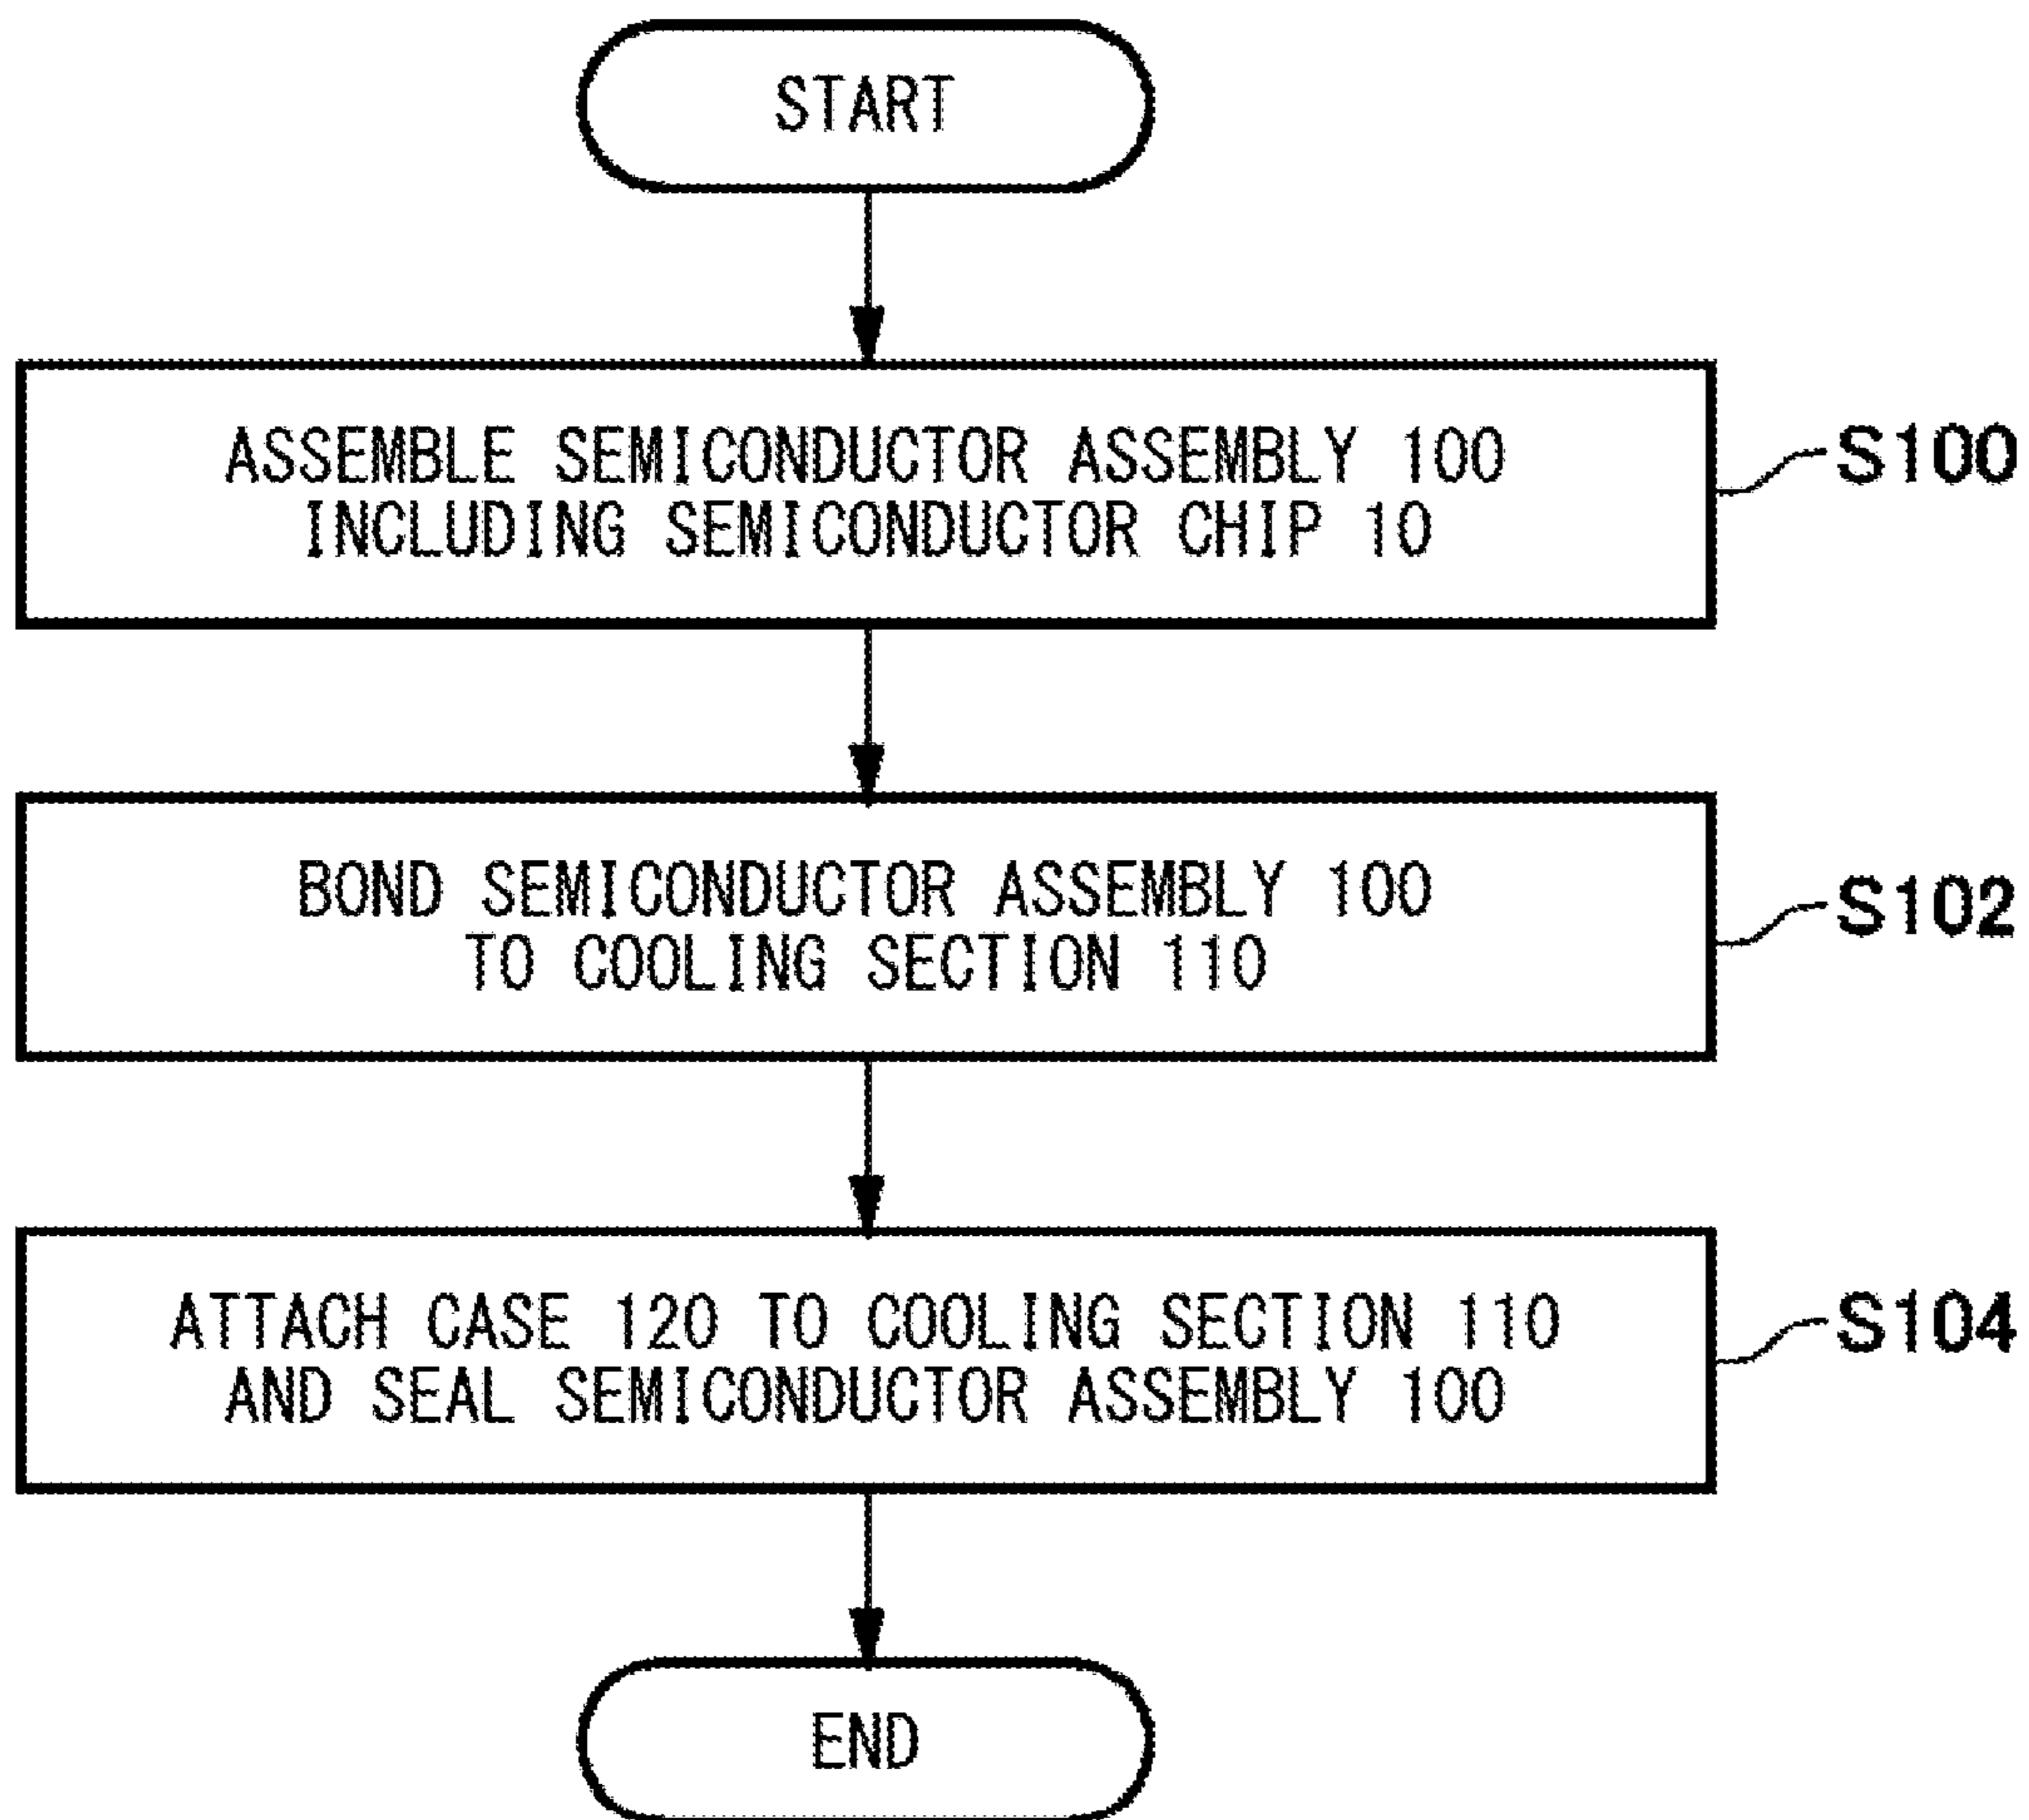 START
ASSEMBLE SEMICONDUCTOR ASSEMBLY 100
INCLUDING SEMICONDUCTOR CHIP 10
S100
BOND SEMICONDUCTOR ASSEMBLY 100
TO COOLING SECTION 110
S102
ATTACH CASE 120 TO COOLING SECTION 110
AND SEAL SEMICONDUCTOR ASSEMBLY 100
S104
END